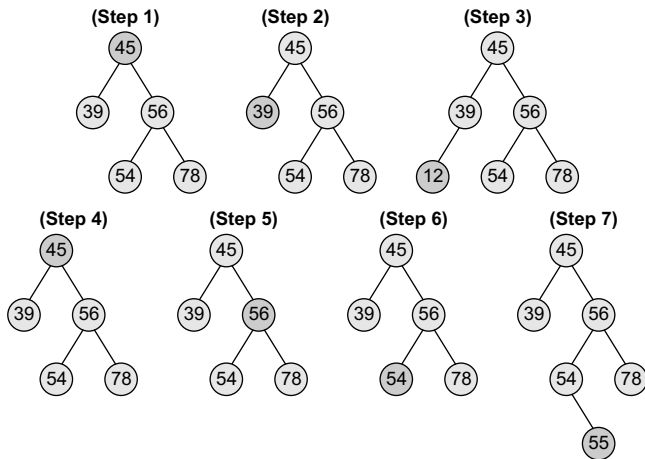 (Step 1) (Step 2) (Step 3)
45 45 45
39 56 39 56 39 56
54 78 54 78 12 54 78
(Step 4) (Step 5) (Step 6) (Step 7)
45 45 45 45
39 56 39 56 39 56 39 56
54 78 54 78 54 78 54 78
55